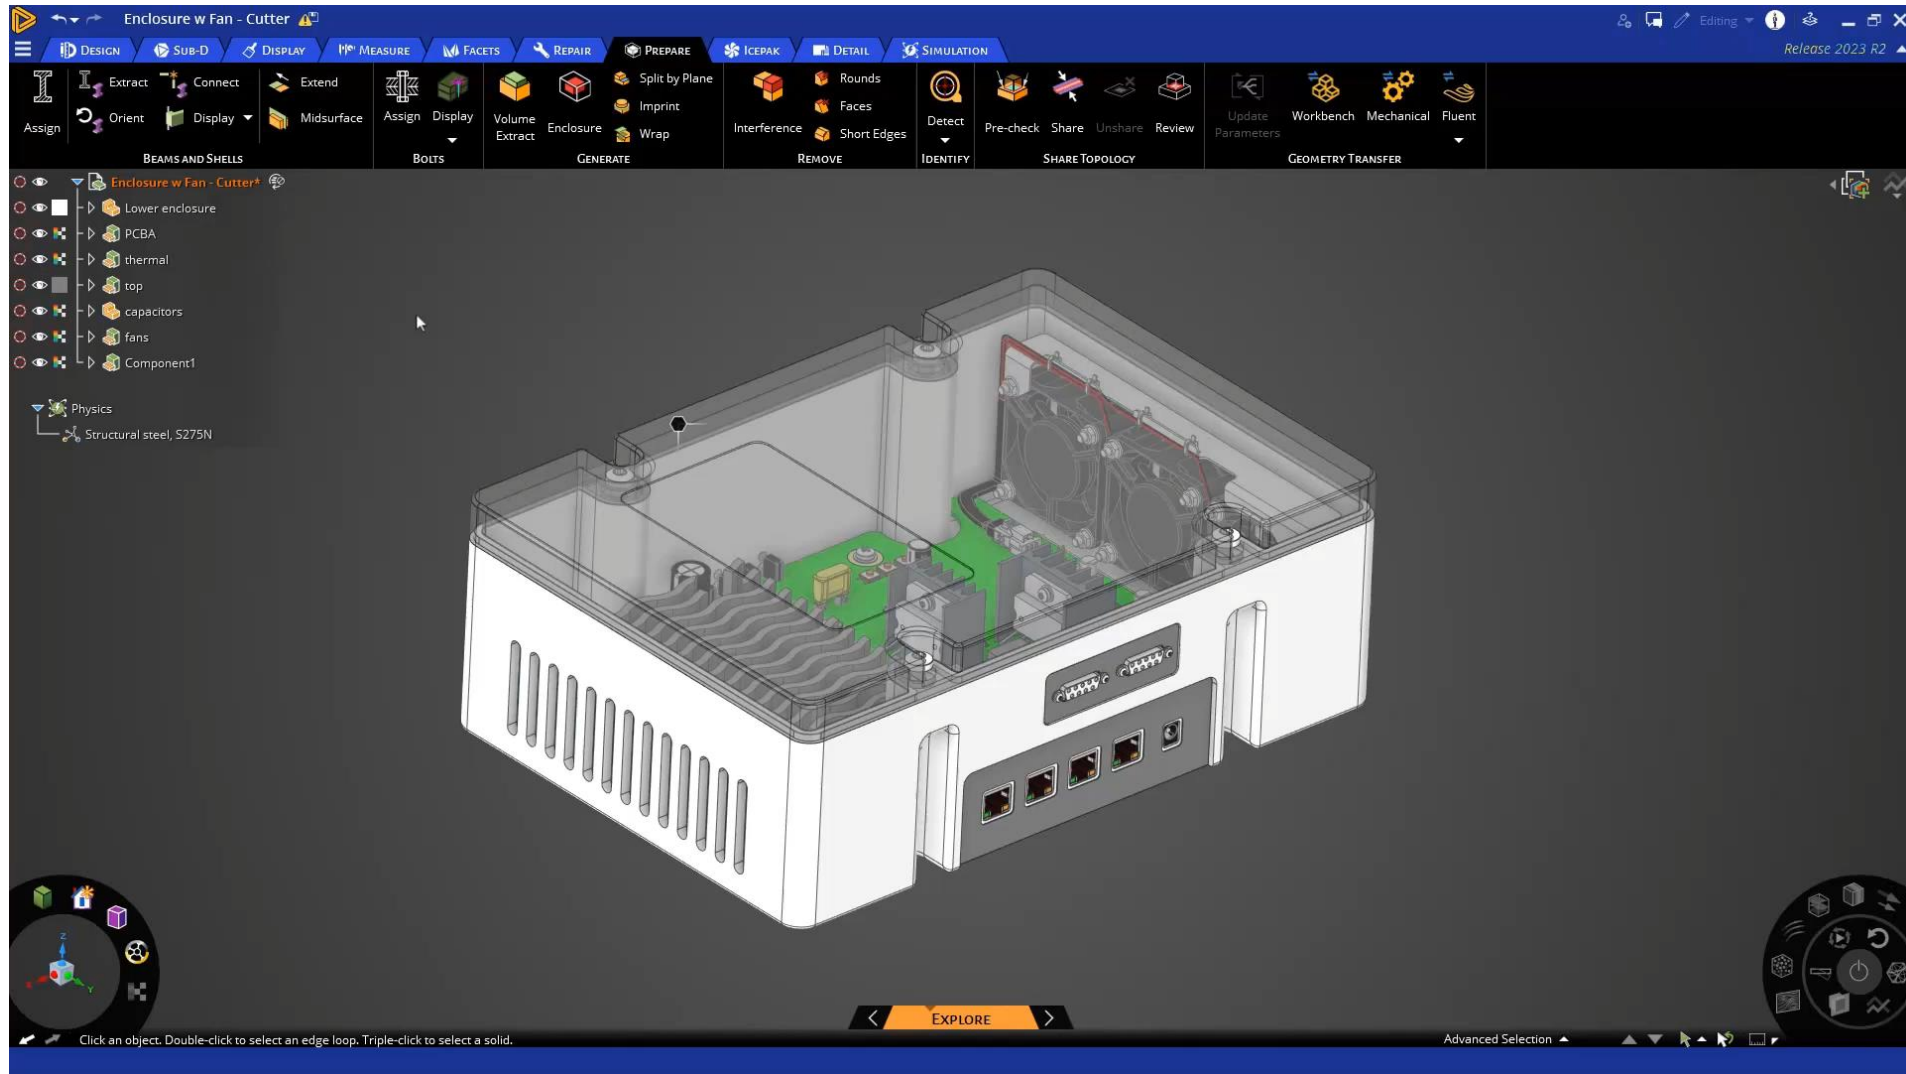 Enclosure w Fan - Cutter
Editing
DESIGN SUB-D DISPLAY MEASURE FACETS REPAIR PREPARE ICEPAK DETAIL SIMULATION
Release 2023 R2
Assign
Extract
Connect
Extend
Orient
Display
Midsurface
BEAMS AND SHELLS
Assign
Display
BOLTS
Volume
Extract
Enclosure
Split by Plane
Imprint
Wrap
GENERATE
Interference
Rounds
Faces
Short Edges
REMOVE
Detect
IDENTIFY
Pre-check
Share
Unshare
Review
SHARE TOPOLOGY
Update
Parameters
Workbench
Mechanical
Fluent
GEOMETRY TRANSFER
Enclosure w Fan - Cutter*
Lower enclosure
PCBA
thermal
top
capacitors
fans
Component1
Physics
Structural steel, S275N
Z
X
Y
EXPLORE
Click an object. Double-click to select an edge loop. Triple-click to select a solid.
Advanced Selection